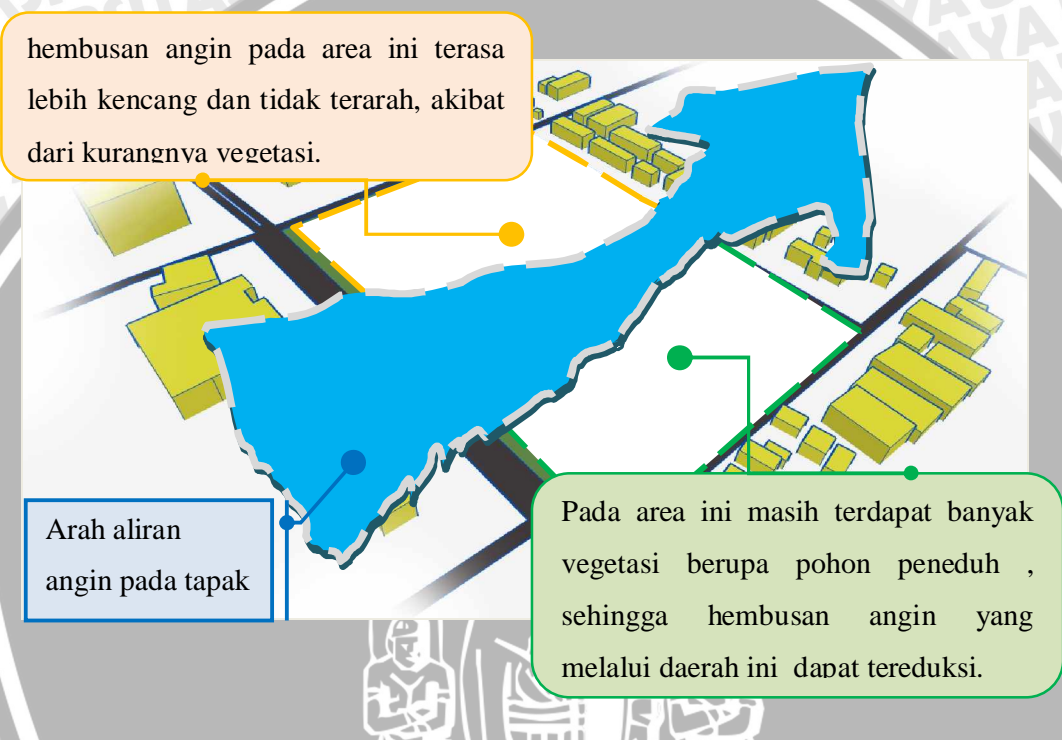 hembusan angin pada area ini terasa
lebih kencang dan tidak terarah, akibat
dari kurangnya vegetasi.
Arah aliran
angin pada tapak
Pada area ini masih terdapat banyak
vegetasi berupa pohon peneduh ,
sehingga hembusan angin yang
melalui daerah ini dapat tereduksi.